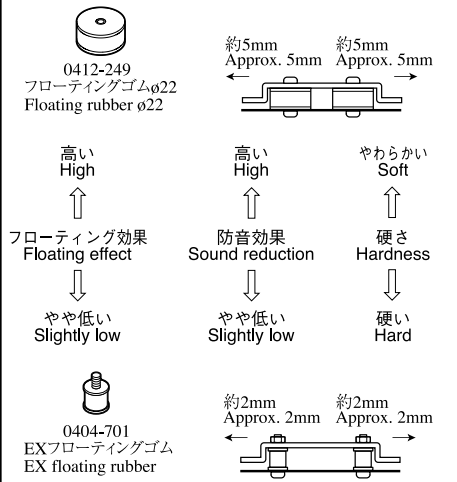 0412-249
フローティングゴムø22
Floating rubber ø22
約5mm
Approx. 5mm
約5mm
Approx. 5mm
高い
High
高い
High
やわらかい
Soft
フローティング効果
Floating effect
防音効果
Sound reduction
硬さ
Hardness
やや低い
Slightly low
やや低い
Slightly low
硬い
Hard
0404-701
EXフローティングゴム
EX floating rubber
約2mm
Approx. 2mm
約2mm
Approx. 2mm